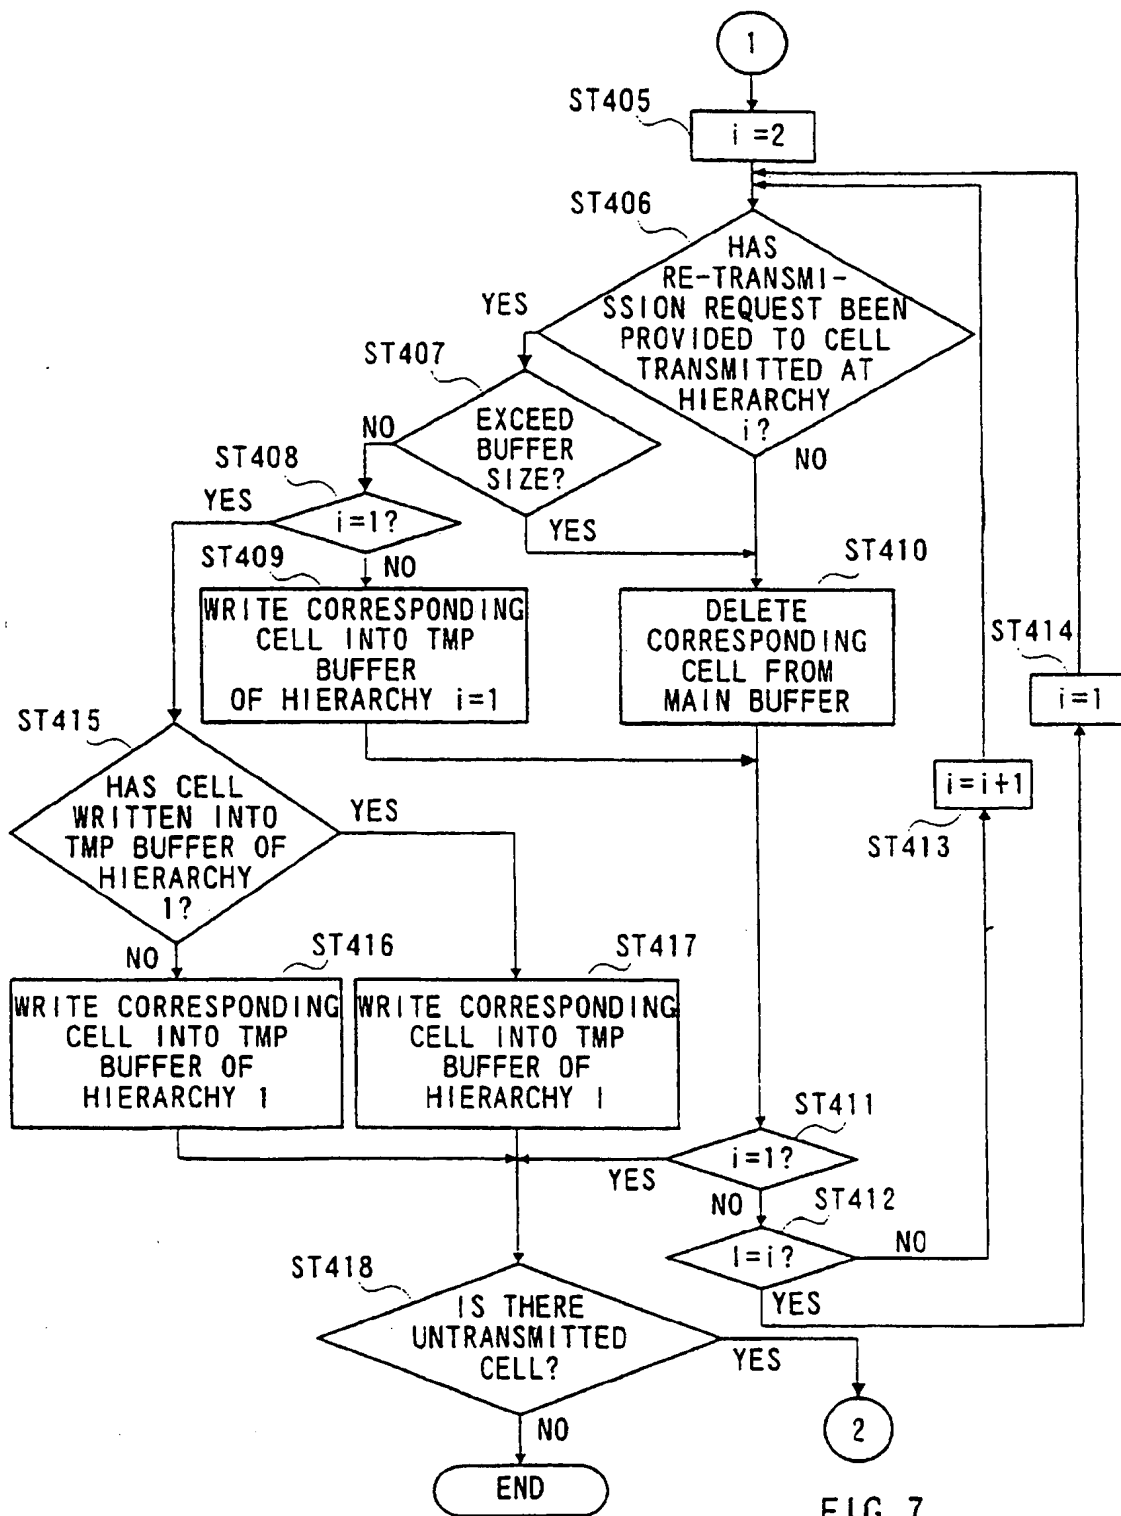 1
ST405
i=2
ST406
HAS
RE-TRANSMI-
SSION REQUEST BEEN
PROVIDED TO CELL
TRANSMITTED AT
HIERARCHY
i?
YES
NO
ST407
EXCEED
BUFFER
SIZE?
NO
YES
ST408
i=1?
YES
NO
ST409
WRITE CORRESPONDING
CELL INTO TMP
BUFFER
OF HIERARCHY i=1
ST410
DELETE
CORRESPONDING
CELL FROM
MAIN BUFFER
ST414
i=1
i=i+1
ST413
ST415
HAS CELL
WRITTEN INTO
TMP BUFFER OF
HIERARCHY
1?
YES
NO
ST416
WRITE CORRESPONDING
CELL INTO TMP
BUFFER OF
HIERARCHY 1
ST417
WRITE CORRESPONDING
CELL INTO TMP
BUFFER OF
HIERARCHY I
ST411
i=1?
YES
NO
ST412
I=i?
NO
YES
ST418
IS THERE
UNTRANSMITTED
CELL?
YES
NO
2
END
FIG. 7